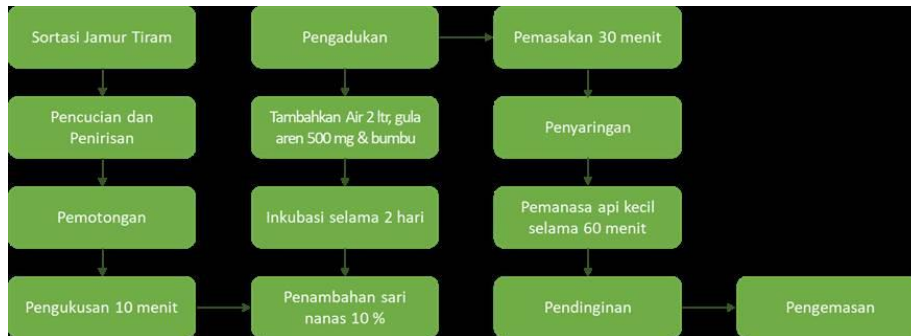 Sortasi Jamur Tiram
Pencucian dan
Penirisan
Pemotongan
Pengukusan 10 menit
Pengadukan
Tambahkan Air 2 ltr, gula
aren 500 mg & bumbu
Inkubasi selama 2 hari
Penambahan sari
nanas 10 %
Pemasakan 30 menit
Penyaringan
Pemanasa api kecil
selama 60 menit
Pendinginan
Pengemasan